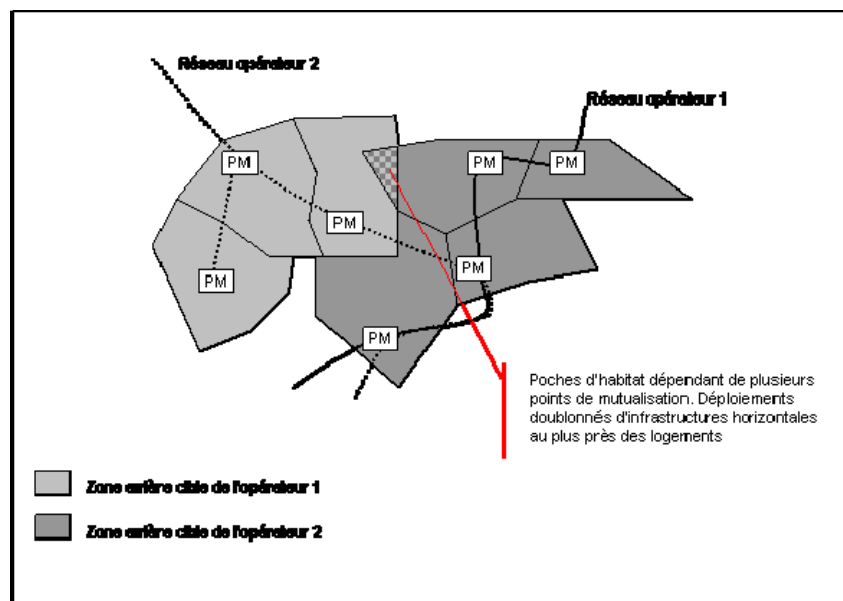 Réseau opérateur 2
Réseau opérateur 1
PM
PM
PM
PM
PM
PM
PM
Poches d'habitat dépendant de plusieurs
points de mutualisation. Déploiements
doublonnés d'infrastructures horizontales
au plus près des logements
Zone arrière cible de l'opérateur 1
Zone arrière cible de l'opérateur 2